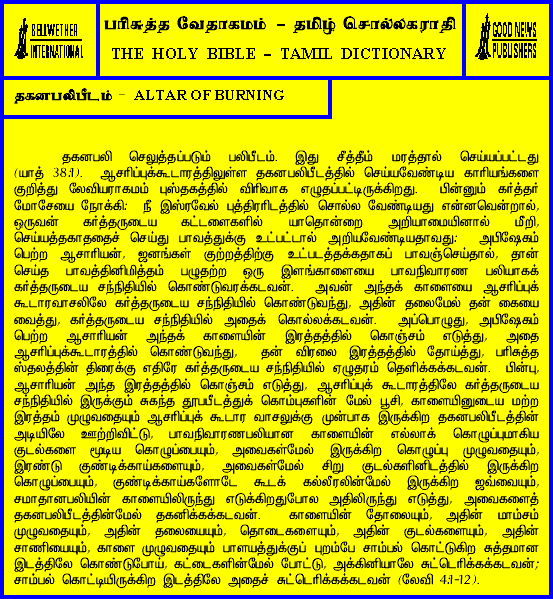 BELLWETHER
INTERNATIONAL
பரிசுத்த வேதாகமம் - தமிழ் சொல்லகராதி
THE HOLY BIBLE - TAMIL DICTIONARY
GOOD NEWS
PUBLISHERS
தகனபலிபீடம் - ALTAR OF BURNING
தகனபலி செலுத்தப்படும் பலிபீடம். இது சீத்தீம் மரத்தால் செய்யப்பட்டது
(யாத் 38:1). ஆசரிப்புக்கூடாரத்திலுள்ள தகனபலிபீடத்தில் செய்யவேண்டிய காரியங்களை
குறித்து லேவியராகமம் புஸ்தகத்தில் விரிவாக எழுதப்பட்டிருக்கிறது. பின்னும் கர்த்தர்
மோசேயை நோக்கி: நீ இஸ்ரவேல் புத்திரரிடத்தில் சொல்ல வேண்டியது என்னவென்றால்,
ஒருவன் கர்த்தருடைய கட்டளைகளில் யாதொன்றை அறியாமையினால் மீறி,
செய்யத்தகாததைச் செய்து பாவத்துக்கு உட்பட்டால் அறியவேண்டியதாவது: அபிஷேகம்
பெற்ற ஆசாரியன், ஜனங்கள் குற்றத்திற்கு உட்படத்தக்கதாகப் பாவஞ்செய்தால், தான்
செய்த பாவத்தினிமித்தம் பழுதற்ற ஒரு இளங்காளையை பாவநிவாரண பலியாகக்
கர்த்தருடைய சந்நிதியில் கொண்டுவரக்கடவன். அவன் அந்தக் காளையை ஆசரிப்புக்
கூடாரவாசலிலே கர்த்தருடைய சந்நிதியில் கொண்டுவந்து, அதின் தலைமேல் தன் கையை
வைத்து, கர்த்தருடைய சந்நிதியில் அதைக் கொல்லக்கடவன். அப்பொழுது, அபிஷேகம்
பெற்ற ஆசாரியன் அந்தக் காளையின் இரத்தத்தில் கொஞ்சம் எடுத்து, அதை
ஆசரிப்புக்கூடாரத்தில் கொண்டுவந்து, தன் விரலை இரத்தத்தில் தோய்த்து, பரிசுத்த
ஸ்தலத்தின் திரைக்கு எதிரே கர்த்தருடைய சந்நிதியில் ஏழுதரம் தெளிக்கக்கடவன். பின்பு,
ஆசாரியன் அந்த இரத்தத்தில் கொஞ்சம் எடுத்து, ஆசரிப்புக் கூடாரத்திலே கர்த்தருடைய
சந்நிதியில் இருக்கும் சுகந்த தூபபீடத்துக் கொம்புகளின் மேல் பூசி, காளையினுடைய மற்ற
இரத்தம் முழுவதையும் ஆசரிப்புக் கூடார வாசலுக்கு முன்பாக இருக்கிற தகனபலிபீடத்தின்
அடியிலே ஊற்றிவிட்டு, பாவநிவாரணபலியான காளையின் எல்லாக் கொழுப்புமாகிய
குடல்களை மூடிய கொழுப்பையும், அவைகள்மேல் இருக்கிற கொழுப்பு முழுவதையும்,
இரண்டு குண்டிக்காய்களையும், அவைகள்மேல் சிறு குடல்களினிடத்தில் இருக்கிற
கொழுப்பையும், குண்டிக்காய்களோடே கூடக் கல்லீரலின்மேல் இருக்கிற ஜவ்வையும்,
சமாதானபலியின் காளையிலிருந்து எடுக்கிறதுபோல அதிலிருந்து எடுத்து, அவைகளைத்
தகனபலிபீடத்தின்மேல் தகனிக்கக்கடவன். காளையின் தோலையும், அதின் மாம்சம்
முழுவதையும், அதின் தலையையும், தொடைகளையும், அதின் குடல்களையும், அதின்
சாணியையும், காளை முழுவதையும் பாளயத்துக்குப் புறம்பே சாம்பல் கொட்டுகிற சுத்தமான
இடத்திலே கொண்டுபோய், கட்டைகளின்மேல் போட்டு, அக்கினியாலே சுட்டெரிக்கக்கடவன்;
சாம்பல் கொட்டியிருக்கிற இடத்திலே அதைச் சுட்டெரிக்கக்கடவன் (லேவி 4:1-12).